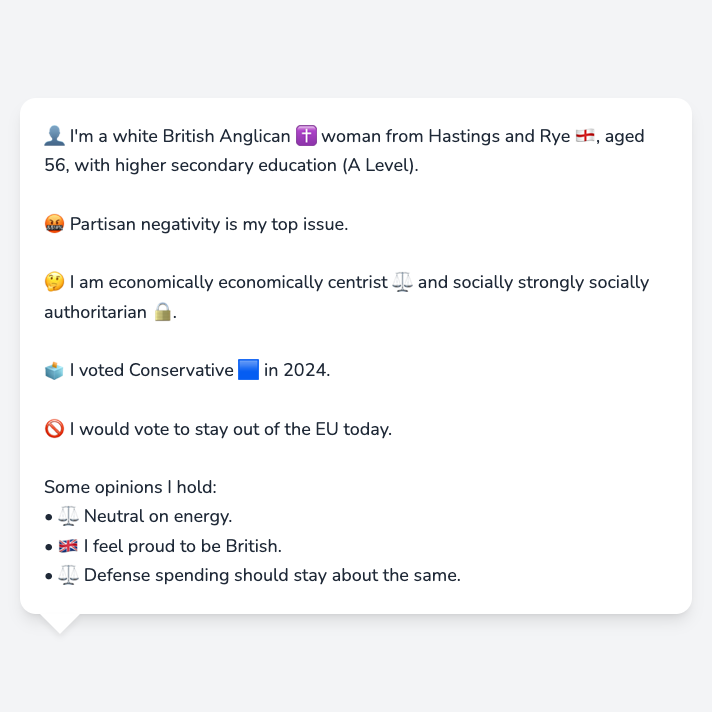 👤 I'm a white British Anglican ✝️ woman from Hastings and Rye 🏴󠁧󠁢󠁥󠁮󠁧󠁿, aged
56, with higher secondary education (A Level).
🤬 Partisan negativity is my top issue.
🤔 I am economically economically centrist ⚖️ and socially strongly socially
authoritarian 🔒.
🗳️ I voted Conservative 🟦 in 2024.
🚫 I would vote to stay out of the EU today.
Some opinions I hold:
• ⚖️ Neutral on energy.
• 🇬🇧 I feel proud to be British.
• ⚖️ Defense spending should stay about the same.